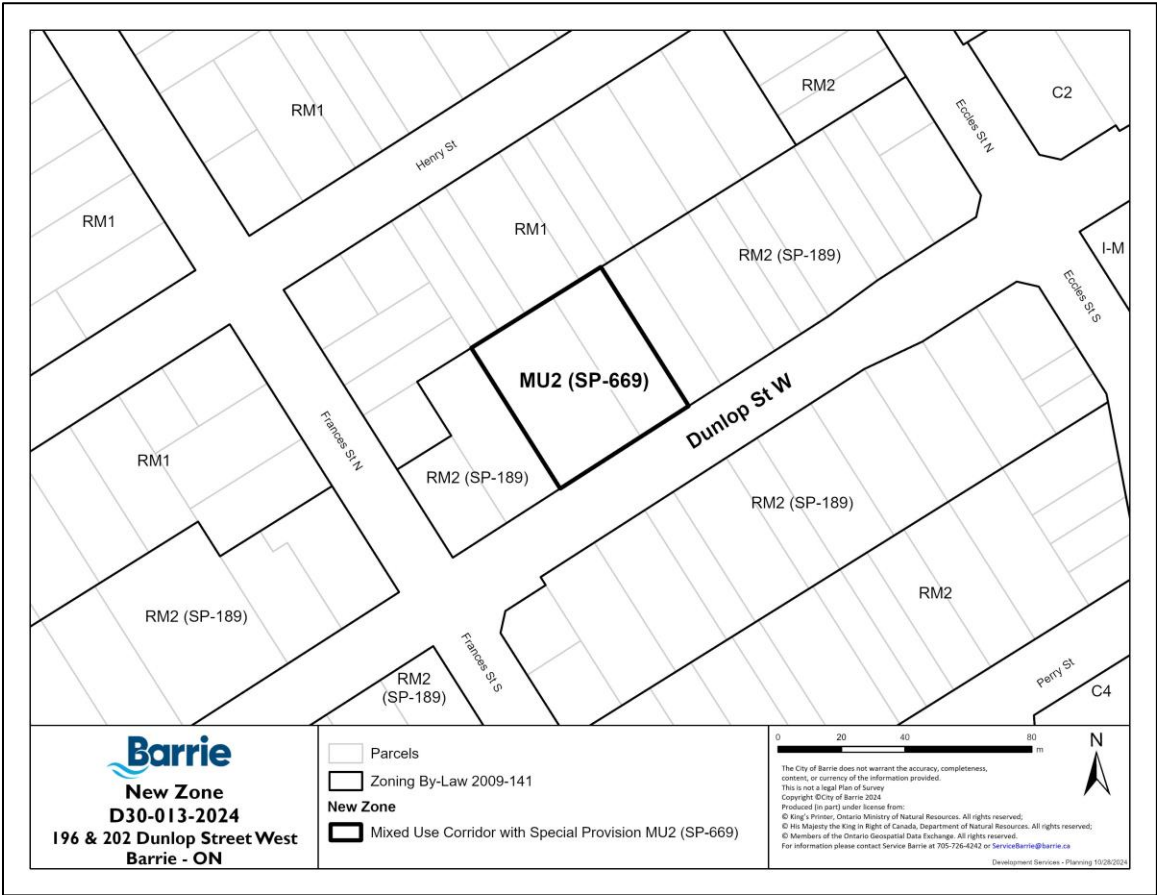 RM1
RM2
C2
Henry St
Eccles St N
RM1
RM1
RM2 (SP-189)
I-M
Eccles St S
MU2 (SP-669)
Dunlop St W
Frances St N
RM1
RM2 (SP-189)
RM2 (SP-189)
RM2
RM2 (SP-189)
Frances St S
RM2
(SP-189)
Perry St
C4
Barrie
New Zone
D30-013-2024
196 & 202 Dunlop Street West
Barrie - ON
Parcels
Zoning By-Law 2009-141
New Zone
Mixed Use Corridor with Special Provision MU2 (SP-669)
0 20 40 80
m
N
The City of Barrie does not warrant the accuracy, completeness,
content, or currency of the information provided.
This is not a legal Plan of Survey
Copyright ©City of Barrie 2024
Produced (in part) under license from:
© King's Printer, Ontario Ministry of Natural Resources. All rights reserved;
© His Majesty the King in Right of Canada, Department of Natural Resources. All rights reserved;
© Members of the Ontario Geospatial Data Exchange. All rights reserved.
For information please contact Service Barrie at 705-726-4242 or ServiceBarrie@barrie.ca
Development Services - Planning 10/28/2024